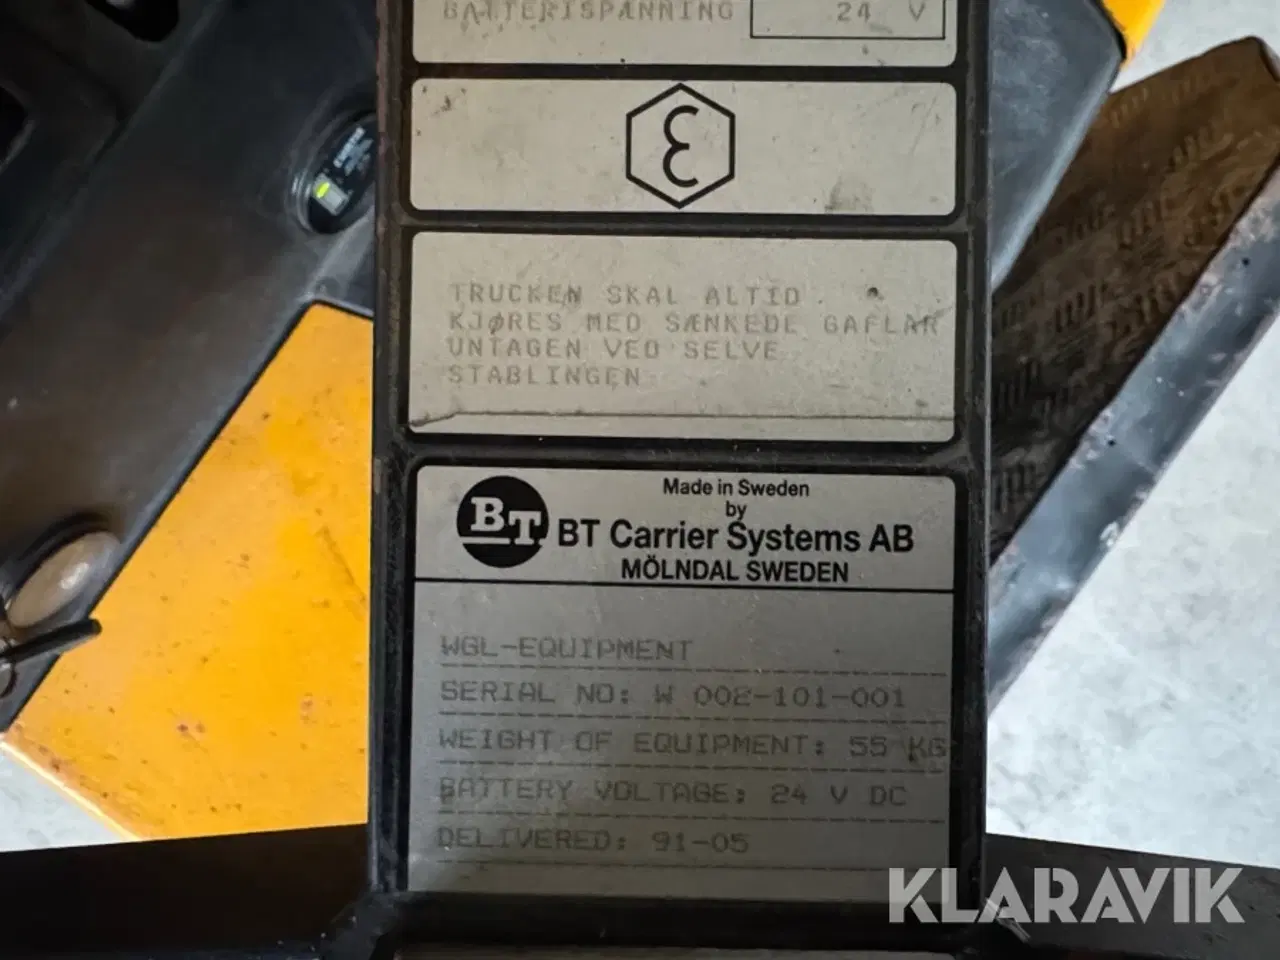 BATTERISPÆNNING 24 V
Ɛ
TRUCKEN SKAL ALTID
KJØRES MED SÆNKEDE GAFLAR
UNTAGEN VED SELVE
STABLINGEN
BT
Made in Sweden
by
BT Carrier Systems AB
MÖLNDAL SWEDEN
WGL-EQUIPMENT
SERIAL NO: W 002-101-001
WEIGHT OF EQUIPMENT: 55 KG
BATTERY VOLTAGE: 24 V DC
DELIVERED: 91-05
KLARAVIK